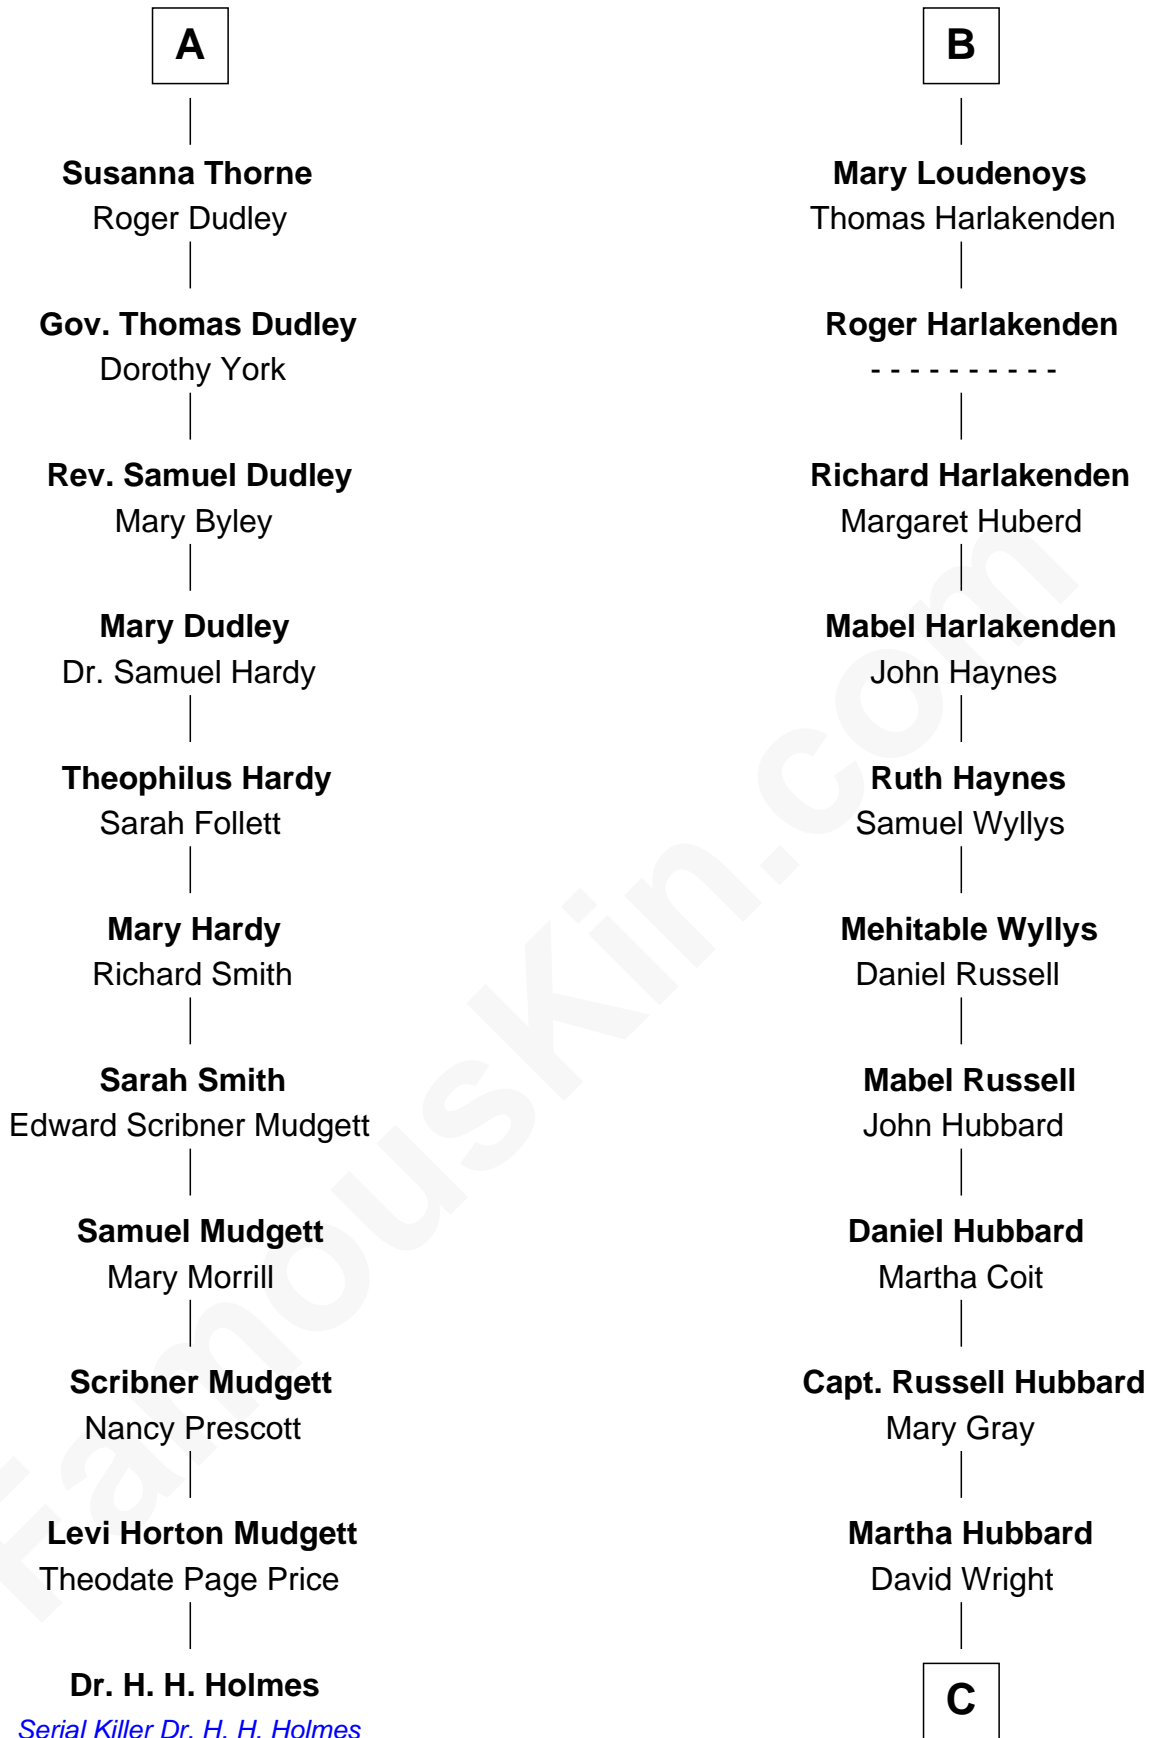 A
Susanna Thorne
Roger Dudley
Gov. Thomas Dudley
Dorothy York
Rev. Samuel Dudley
Mary Byley
Mary Dudley
Dr. Samuel Hardy
Theophilus Hardy
Sarah Follett
Mary Hardy
Richard Smith
Sarah Smith
Edward Scribner Mudgett
Samuel Mudgett
Mary Morrill
Scribner Mudgett
Nancy Prescott
Levi Horton Mudgett
Theodate Page Price
Dr. H. H. Holmes
Serial Killer Dr. H. H. Holmes
B
Mary Loudenoys
Thomas Harlakenden
Roger Harlakenden
- - - - - - - - - -
Richard Harlakenden
Margaret Huberd
Mabel Harlakenden
John Haynes
Ruth Haynes
Samuel Wyllys
Mehitable Wyllys
Daniel Russell
Mabel Russell
John Hubbard
Daniel Hubbard
Martha Coit
Capt. Russell Hubbard
Mary Gray
Martha Hubbard
David Wright
C
FamousKin.com